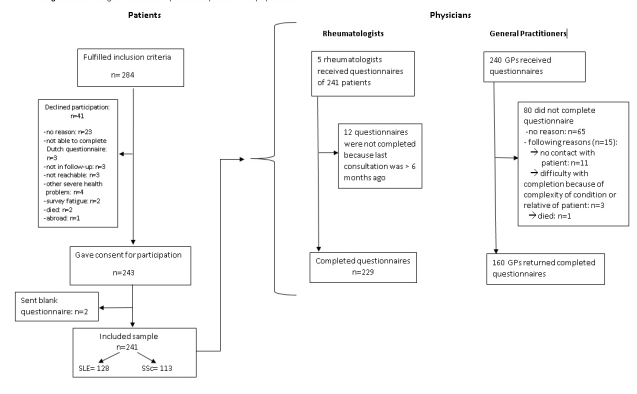 Patients
Physicians
Rheumatologists
General Practitioners
Fulfilled inclusion criteria
n= 284
Declined participation:
n=41
-no reason: n=23
-not able to complete
Dutch questionnaire:
n=3
-not in follow-up: n=3
-not reachable: n=3
-other severe health
problem: n=4
-survey fatigue: n=2
-died: n=2
-abroad: n=1
Gave consent for participation
n=243
Sent blank
questionnaire: n=2
Included sample
n=241
SLE= 128
SSc= 113
5 rheumatologists
received questionnaires
of 241 patients
12 questionnaires
were not completed
because last
consultation was > 6
months ago
Completed questionnaires
n=229
240 GPs received
questionnaires
80 did not complete
questionnaire
-no reason: n=65
- following reasons (n=15):
→ no contact with
patient: n=11
→ difficulty with
completion because of
complexity of condition or
relative of patient: n=3
→ died: n=1
160 GPs returned completed
questionnaires